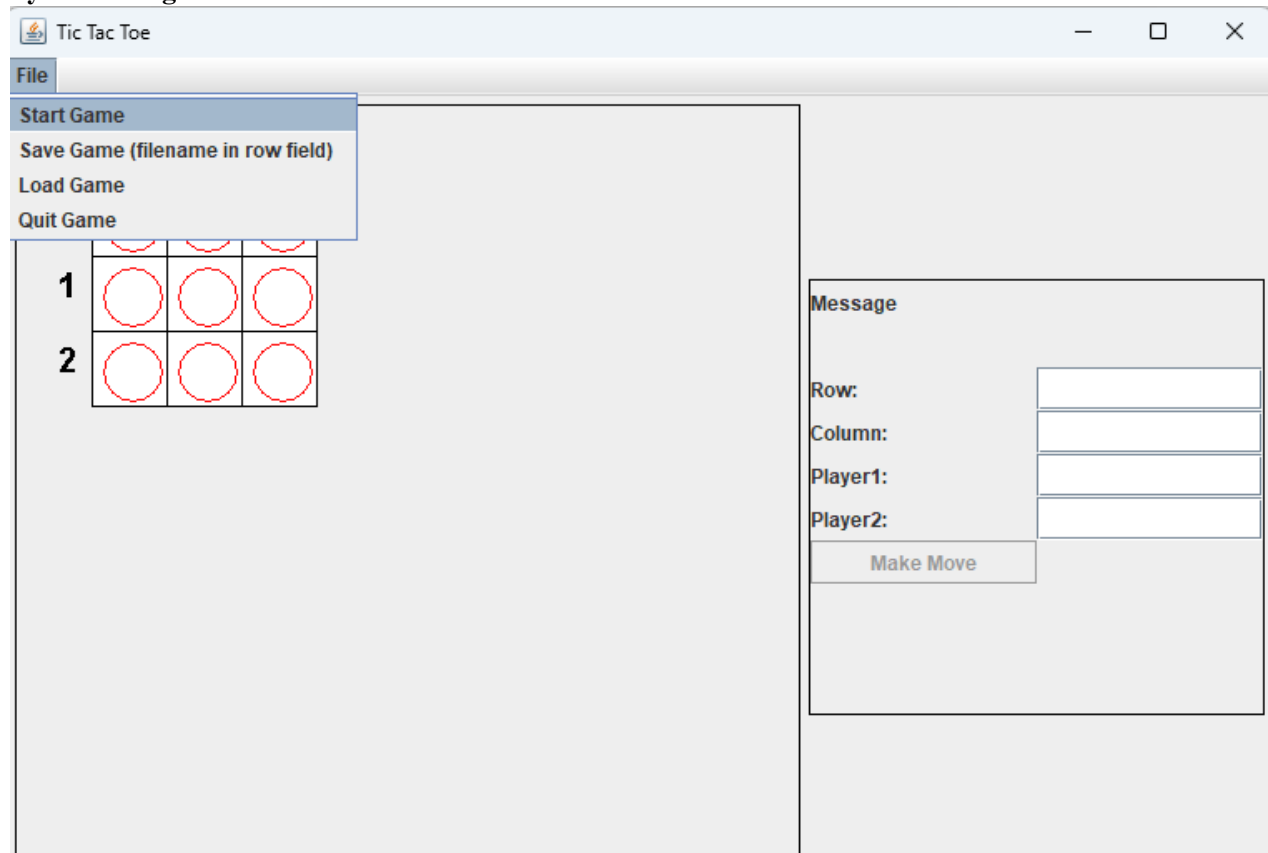 Tic Tac Toe
File
Start Game
Save Game (filename in row field)
Load Game
Quit Game
1
2
Message
Row:
Column:
Player1:
Player2:
Make Move